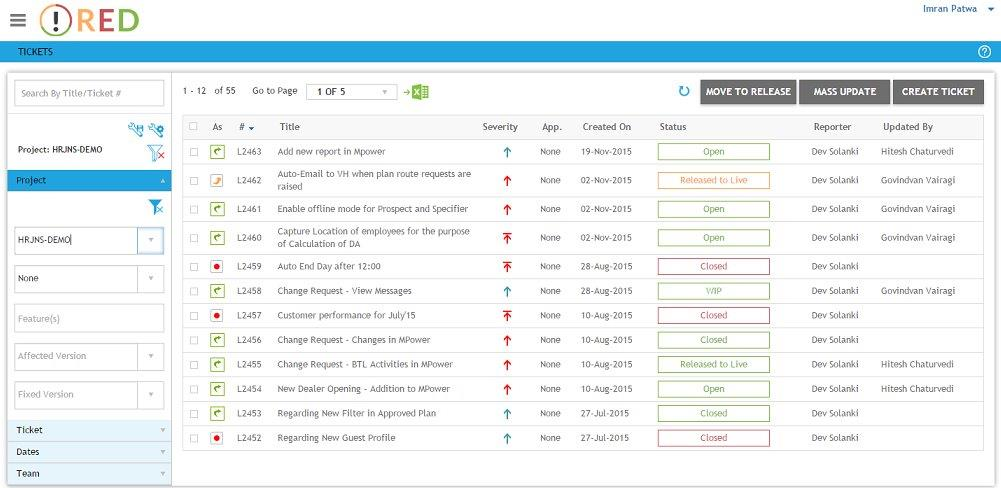 RED
Imran Patwa
TICKETS
Search By Title/Ticket #
Project: HRJNS-DEMO
Project
HRJNS-DEMO
None
Feature(s)
Affected Version
Fixed Version
Ticket
Dates
Team
1 - 12 of 55 Go to Page 1 OF 5
MOVE TO RELEASE MASS UPDATE CREATE TICKET
As # Title Severity App. Created On Status Reporter Updated By
L2463 Add new report in Mpower None 19-Nov-2015 Open Dev Solanki Hitesh Chaturvedi
L2462 Auto-Email to VH when plan route requests are None 02-Nov-2015 Released to Live Dev Solanki Govindvan Vairagi
raised
L2461 Enable offline mode for Prospect and Specifier None 02-Nov-2015 Open Dev Solanki Govindvan Vairagi
L2460 Capture Location of employees for the purpose None 02-Nov-2015 Open Dev Solanki Govindvan Vairagi
of Calculation of DA
L2459 Auto End Day after 12:00 None 28-Aug-2015 Closed Dev Solanki
L2458 Change Request - View Messages None 28-Aug-2015 WIP Dev Solanki Govindvan Vairagi
L2457 Customer performance for July'15 None 10-Aug-2015 Closed Dev Solanki
L2456 Change Request - Changes in MPower None 10-Aug-2015 Closed Dev Solanki
L2455 Change Request - BTL Activities in MPower None 10-Aug-2015 Released to Live Dev Solanki Hitesh Chaturvedi
L2454 New Dealer Opening - Addition to MPower None 10-Aug-2015 Open Dev Solanki Hitesh Chaturvedi
L2453 Regarding New Filter in Approved Plan None 27-Jul-2015 Closed Dev Solanki
L2452 Regarding New Guest Profile None 27-Jul-2015 Closed Dev Solanki